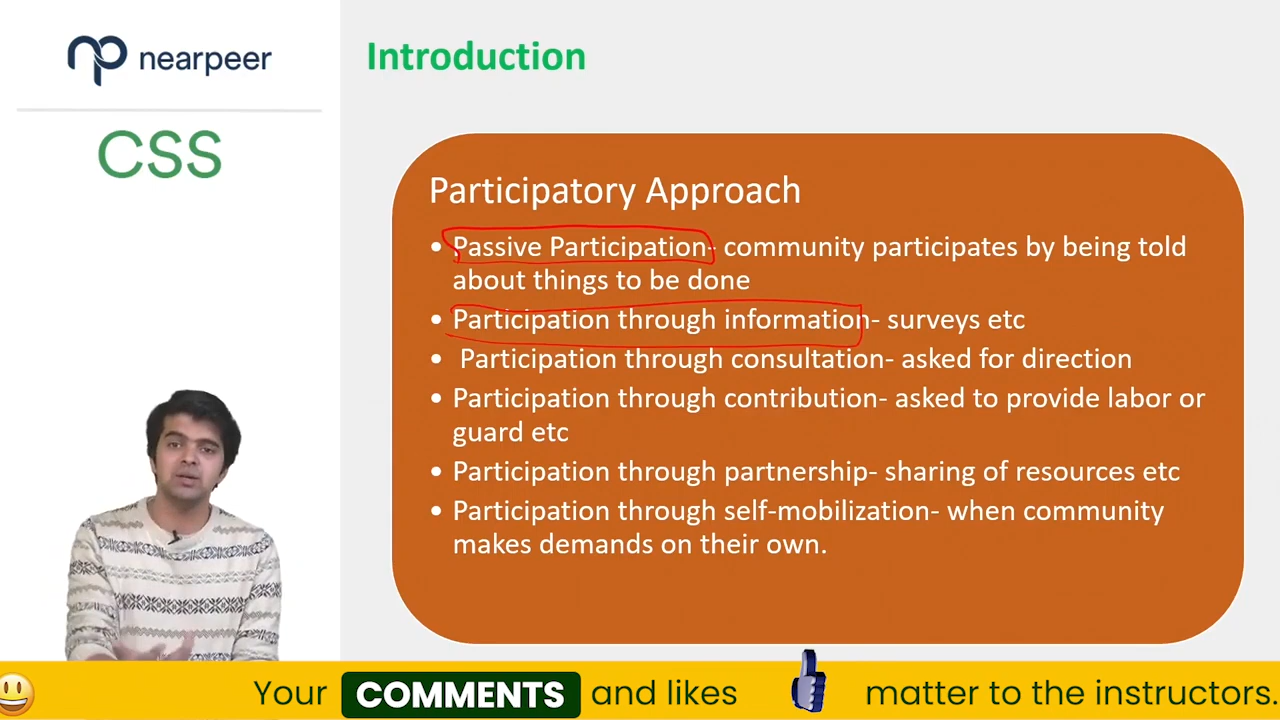 nearpeer
CSS
Introduction
Participatory Approach
• Passive Participation- community participates by being told
about things to be done
• Participation through information- surveys etc
• Participation through consultation- asked for direction
• Participation through contribution- asked to provide labor or
guard etc
• Participation through partnership- sharing of resources etc
• Participation through self-mobilization- when community
makes demands on their own.
Your COMMENTS and likes matter to the instructors.